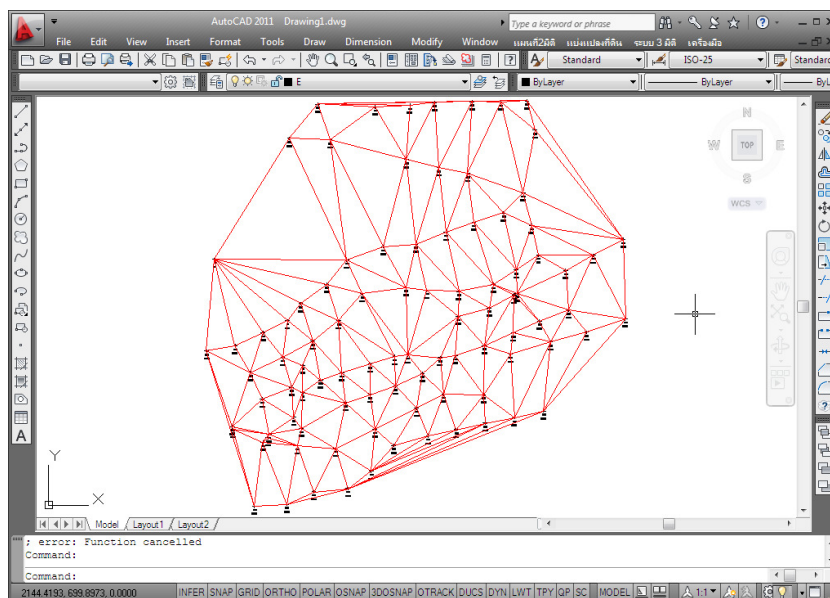 AutoCAD 2011 Drawing1.dwg
Type a keyword or phrase
File Edit View Insert Format Tools Draw Dimension Modify Window แผนที่2มิติ แบ่งแปลงที่ดิน ระบบ 3 มิติ เครื่องมือ
Standard ISO-25 Standard
E ByLayer ByLayer ByL
N
W TOP E
S
WCS
Y
X
Model Layout1 Layout2
; error: Function cancelled
Command:
Command:
2144.4193, 699.8973, 0.0000 INFER SNAP GRID ORTHO POLAR OSNAP 3DOSNAP OTRACK DUCS DYN LWT TPY QP SC MODEL 1:1